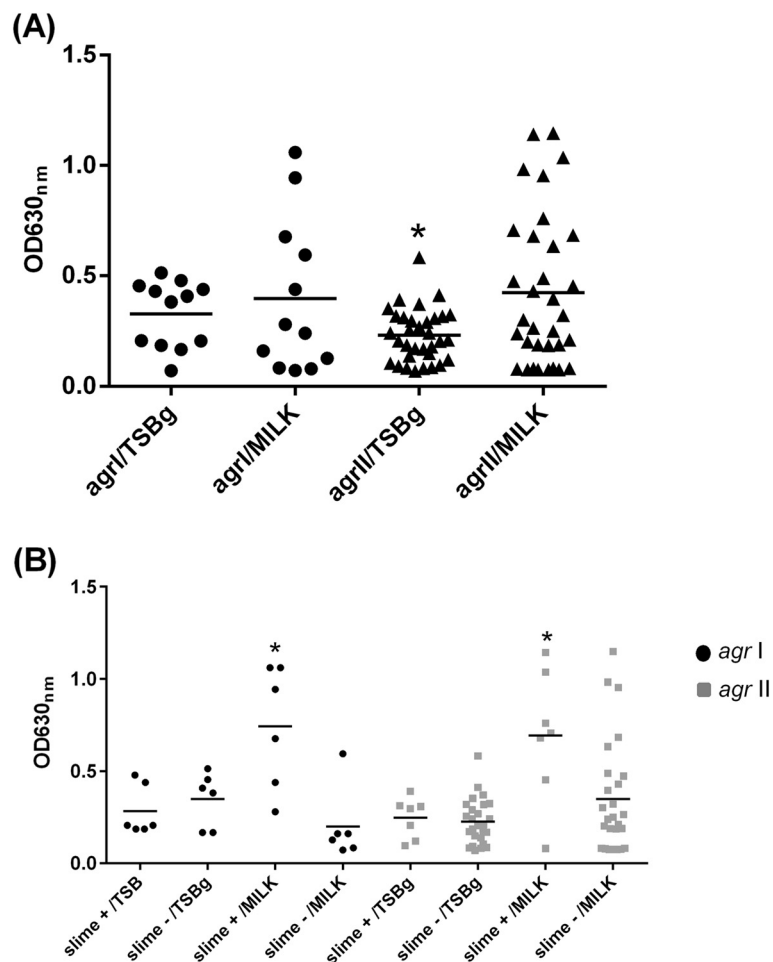 (A)
1.5
1.0
0.5
0.0
OD630nm
*
agrI/TSBg
agrI/MILK
agrII/TSBg
agrII/MILK
(B)
1.5
1.0
0.5
0.0
OD630nm
*
*
agr I
agr II
slime + /TSB
slime - /TSBg
slime + /MILK
slime - /MILK
slime + /TSBg
slime - /TSBg
slime + /MILK
slime - /MILK